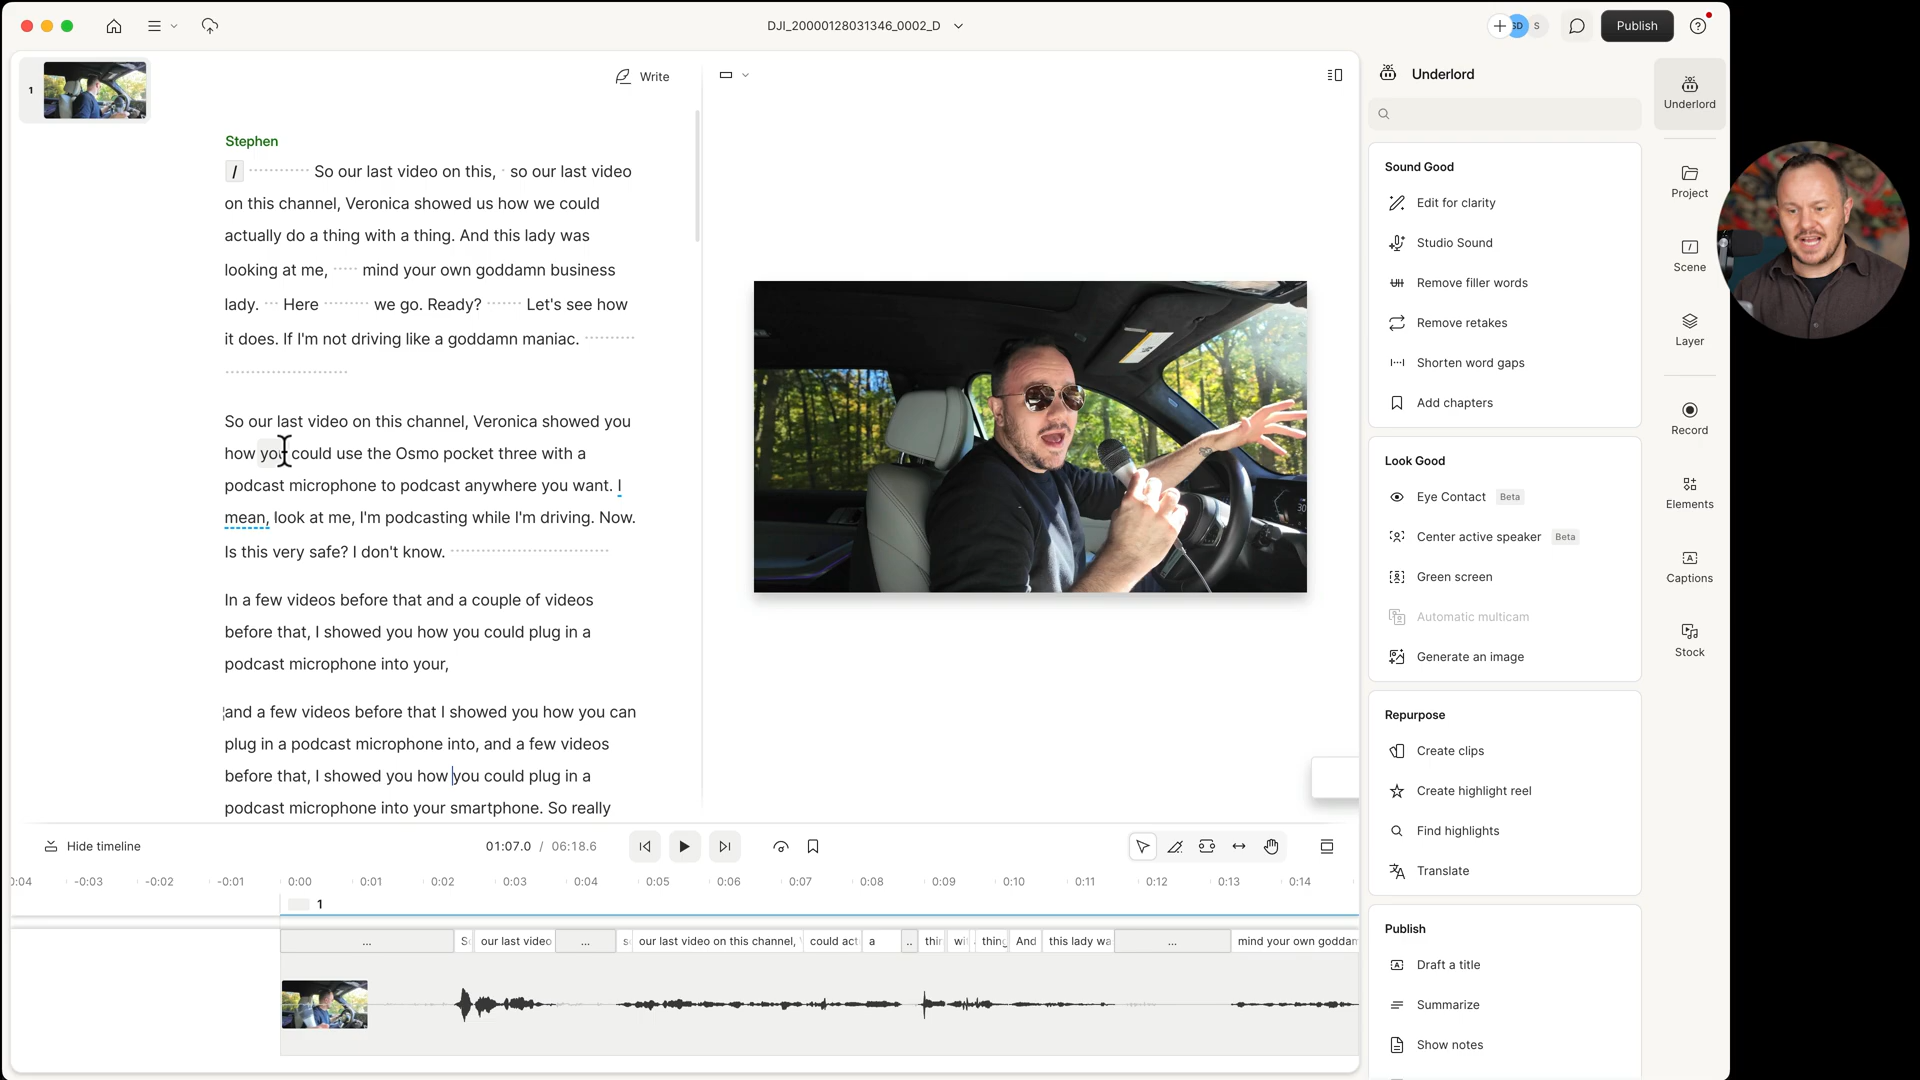 DJI_20000128031346_0002_D
SD
S
Publish
1
Write
Stephen
/ So our last video on this, so our last video
on this channel, Veronica showed us how we could
actually do a thing with a thing. And this lady was
looking at me, mind your own goddamn business
lady. Here we go. Ready? Let's see how
it does. If I'm not driving like a goddamn maniac.
So our last video on this channel, Veronica showed you
how you could use the Osmo pocket three with a
podcast microphone to podcast anywhere you want. I
mean, look at me, I'm podcasting while I'm driving. Now.
Is this very safe? I don't know.
In a few videos before that and a couple of videos
before that, I showed you how you could plug in a
podcast microphone into your,
and a few videos before that I showed you how you can
plug in a podcast microphone into, and a few videos
before that, I showed you how you could plug in a
podcast microphone into your smartphone. So really
30
Underlord
Sound Good
Edit for clarity
Studio Sound
Remove filler words
Remove retakes
Shorten word gaps
Add chapters
Look Good
Eye Contact Beta
Center active speaker Beta
Green screen
Automatic multicam
Generate an image
Repurpose
Create clips
Create highlight reel
Find highlights
Translate
Publish
Draft a title
Summarize
Show notes
Underlord
Project
Scene
Layer
Record
Elements
Captions
Stock
Hide timeline
01:07.0 / 06:18.6
0:04 -0:03 -0:02 -0:01 0:00 0:01 0:02 0:03 0:04 0:05 0:06 0:07 0:08 0:09 0:10 0:11 0:12 0:13 0:14
1
... S our last video ... s our last video on this channel, could act a .. thin wit thing And this lady wa ... mind your own goddam